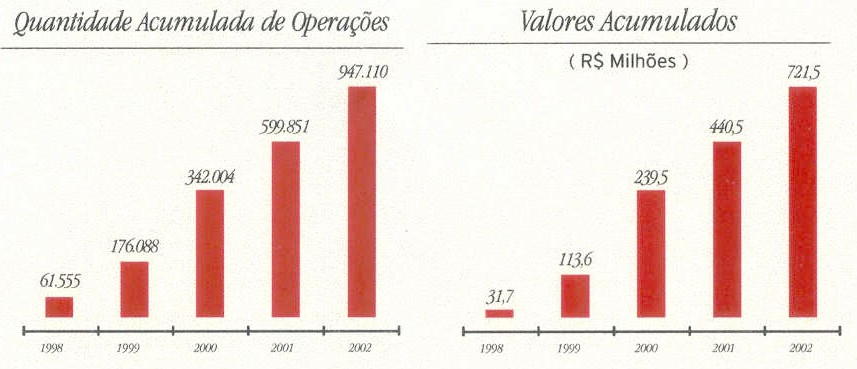 Quantidade Acumulada de Operações
947.110
599.851
342.004
176.088
61.555
1998 1999 2000 2001 2002
Valores Acumulados
( R$ Milhões )
721,5
440,5
239,5
113,6
31,7
1998 1999 2000 2001 2002